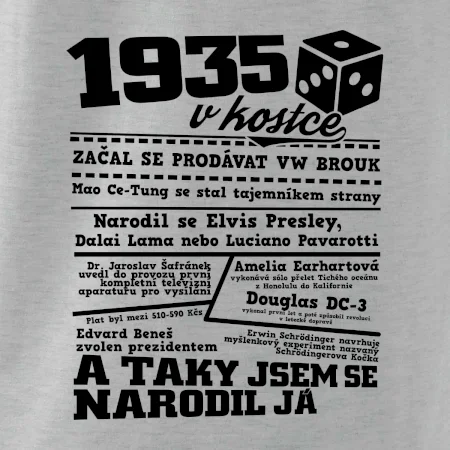 1935
v kostce
ZAČAL SE PRODÁVAT VW BROUK
Mao Ce-Tung se stal tajemníkem strany
Narodil se Elvis Presley,
Dalai Lama nebo Luciano Pavarotti
Dr. Jaroslav Šafránek
uvedl do provozu první
kompletní televizní
aparaturu pro vysílání
Amelia Earhartová
vykonává sólo přelet Tichého oceánu
z Honolulu do Kalifornie
Douglas DC-3
vykonal první let a poté způsobil revoluci
v letecké dopravě
Plat byl mezi 510-590 Kčs
Edvard Beneš
zvolen prezidentem
Erwin Schrödinger navrhuje
myšlenkový experiment nazvaný
Schrödingerova Kočka
A TAKY JSEM SE
NARODIL JÁ